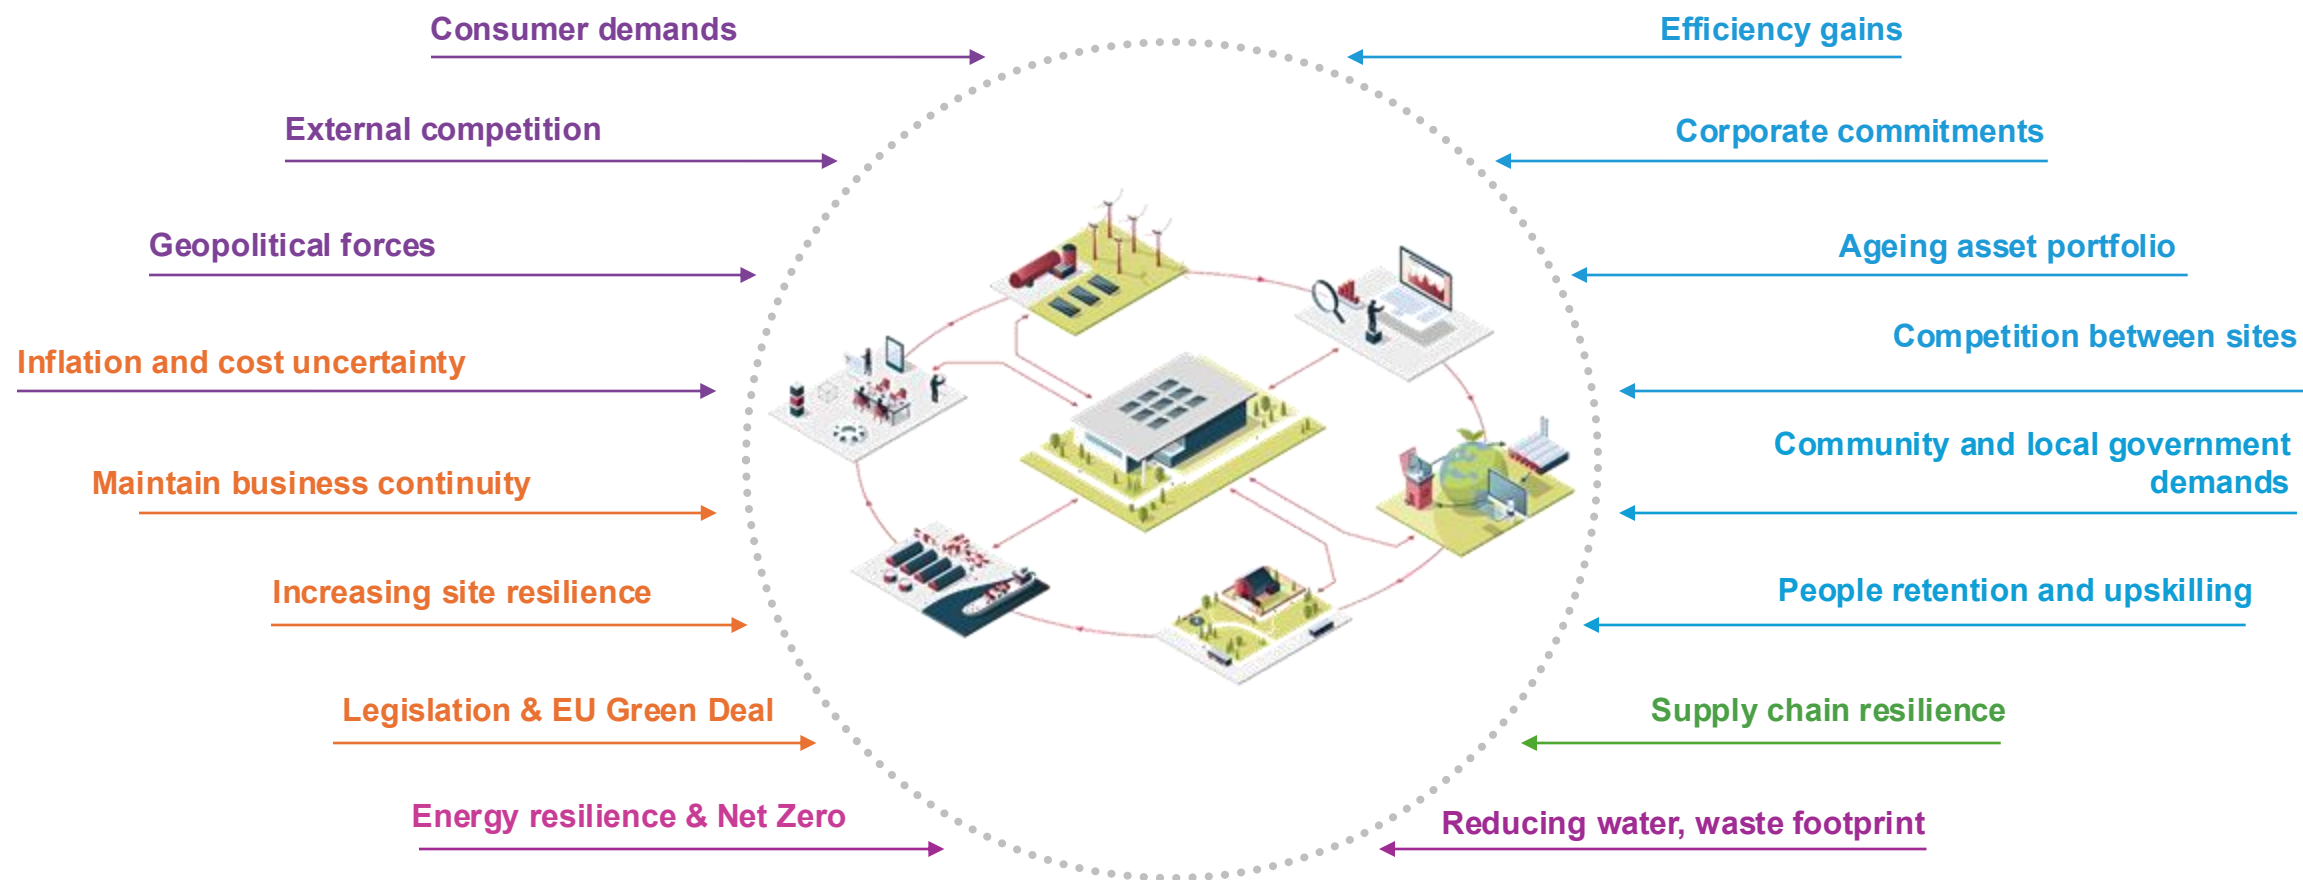 Consumer demands
External competition
Geopolitical forces
Inflation and cost uncertainty
Maintain business continuity
Increasing site resilience
Legislation & EU Green Deal
Energy resilience & Net Zero
Efficiency gains
Corporate commitments
Ageing asset portfolio
Competition between sites
Community and local government
demands
People retention and upskilling
Supply chain resilience
Reducing water, waste footprint